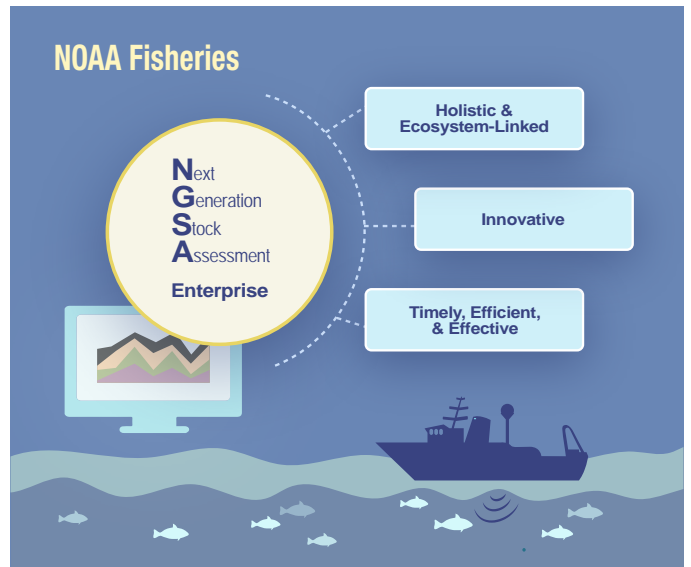 NOAA Fisheries
Next
Generation
Stock
Assessment
Enterprise
Holistic &
Ecosystem-Linked
Innovative
Timely, Efficient,
& Effective